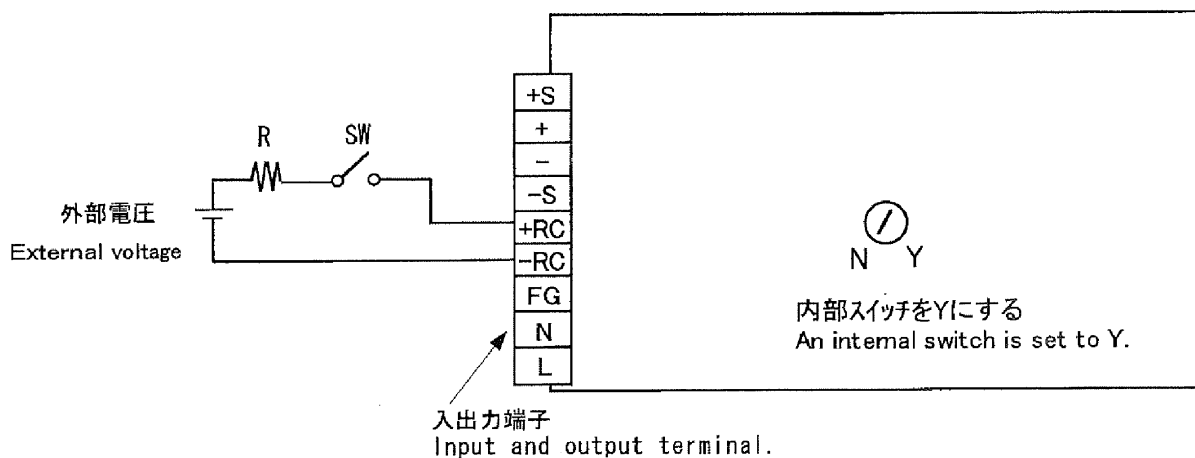 +S
+
-
-S
+RC
-RC
FG
N
L
R
SW
外部電圧
External voltage
N
Y
内部スイッチをYにする
An internal switch is set to Y.
入出力端子
Input and output terminal.